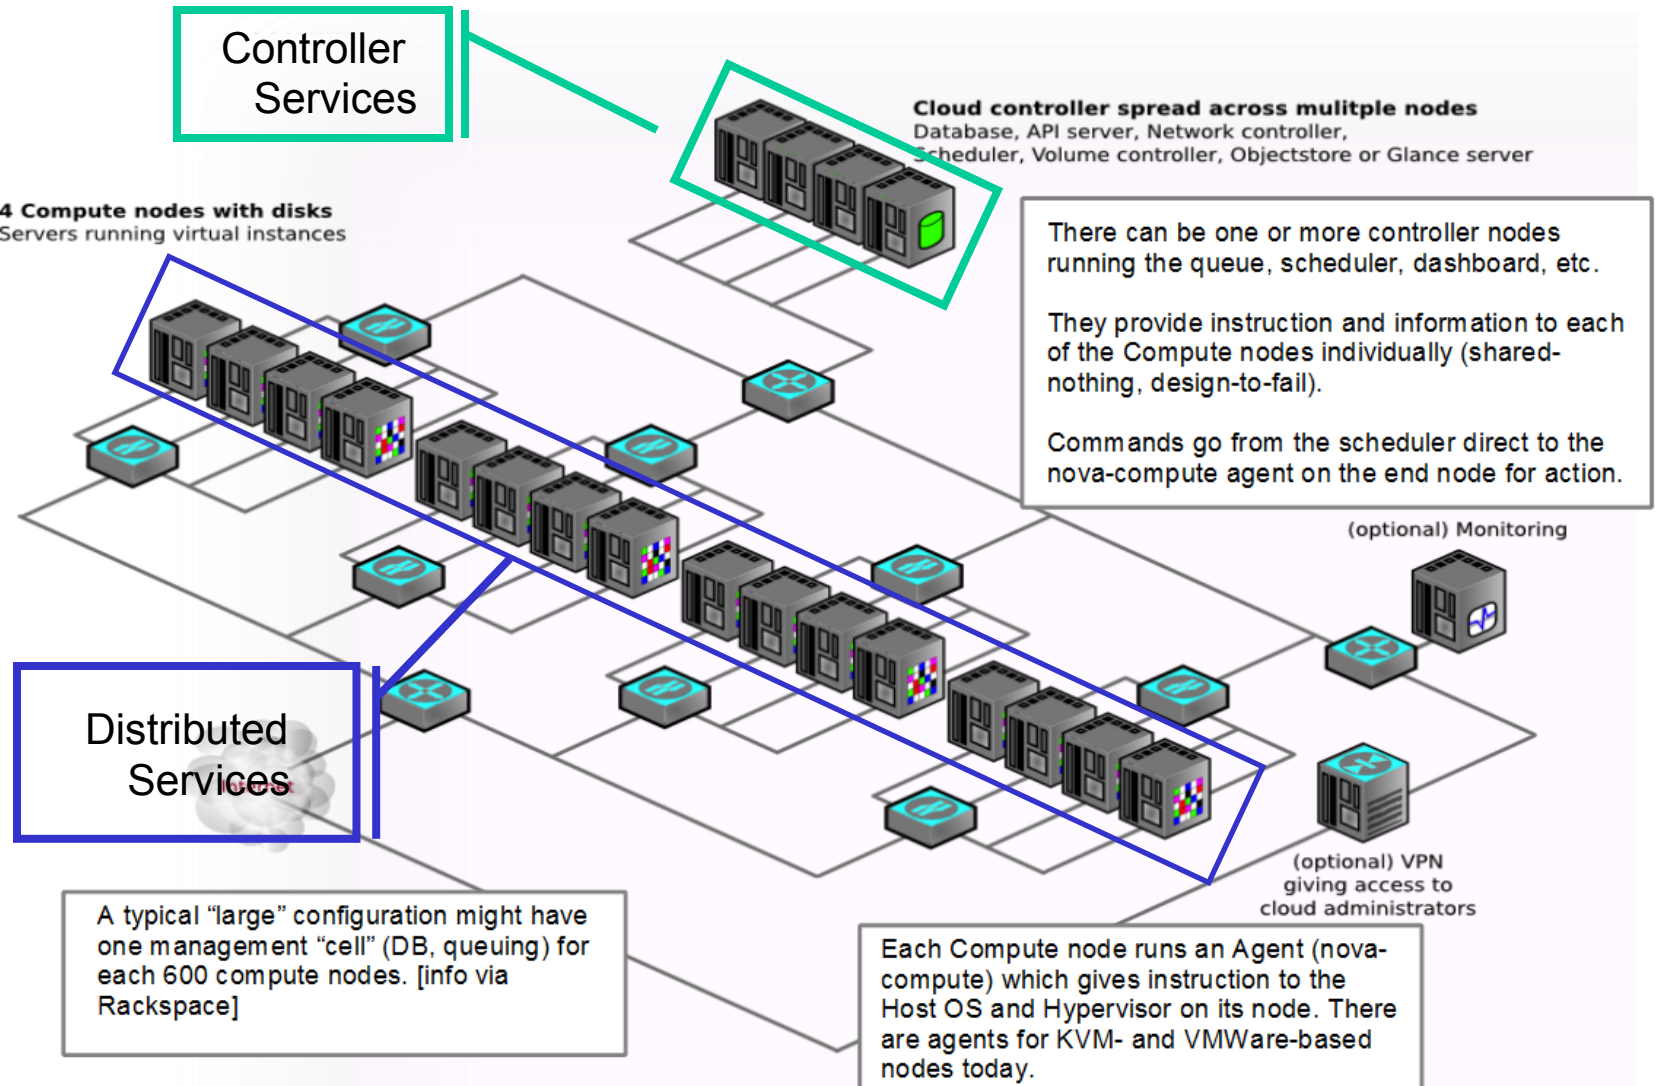 Controller
Services
Cloud controller spread across mulitple nodes
Database, API server, Network controller,
Scheduler, Volume controller, Objectstore or Glance server
4 Compute nodes with disks
Servers running virtual instances
There can be one or more controller nodes
running the queue, scheduler, dashboard, etc.
They provide instruction and information to each
of the Compute nodes individually (shared-
nothing, design-to-fail).
Commands go from the scheduler direct to the
nova-compute agent on the end node for action.
(optional) Monitoring
Distributed
Services
Internet
(optional) VPN
giving access to
cloud administrators
A typical “large” configuration might have
one management “cell” (DB, queuing) for
each 600 compute nodes. [info via
Rackspace]
Each Compute node runs an Agent (nova-
compute) which gives instruction to the
Host OS and Hypervisor on its node. There
are agents for KVM- and VMWare-based
nodes today.